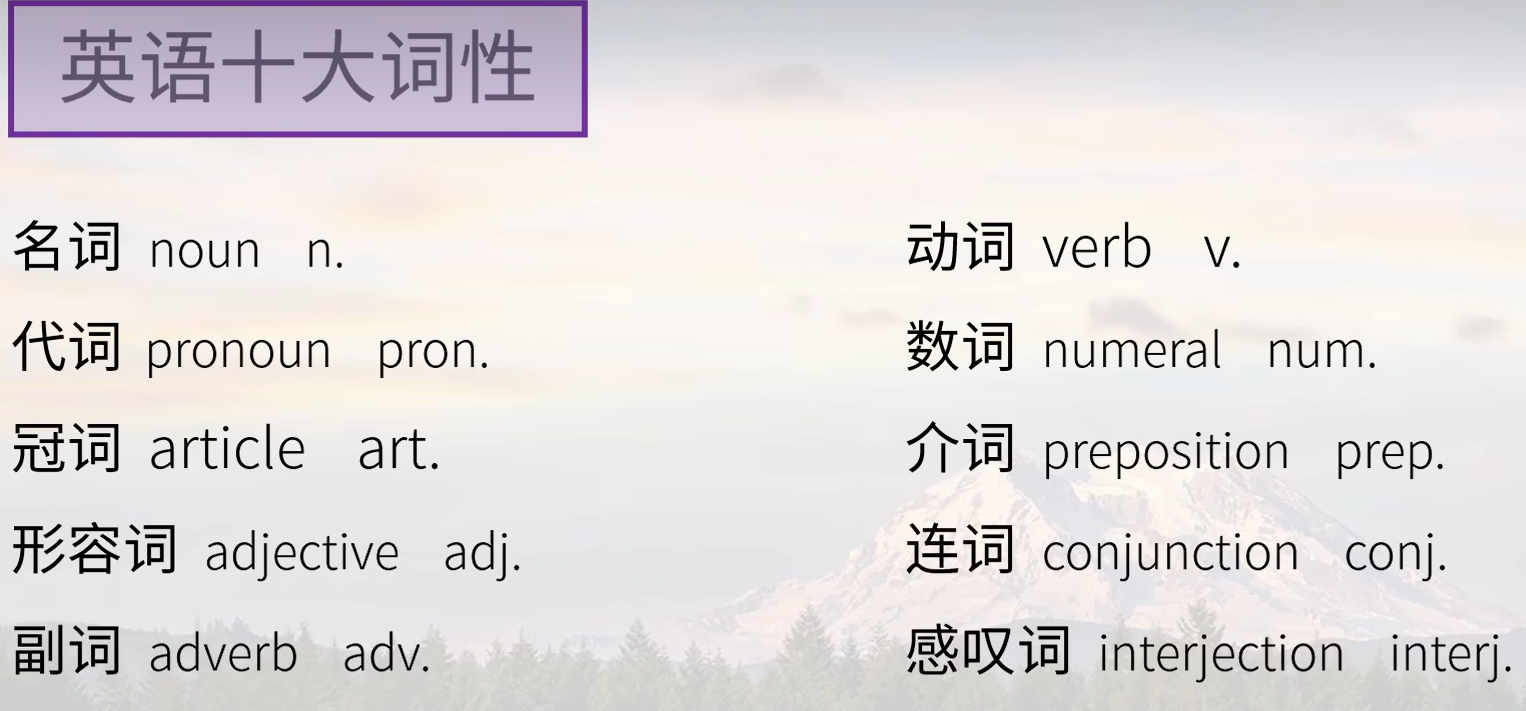 英语十大词性
名词 noun n.
代词 pronoun pron.
冠词 article art.
形容词 adjective adj.
副词 adverb adv.
动词 verb v.
数词 numeral num.
介词 preposition prep.
连词 conjunction conj.
感叹词 interjection interj.